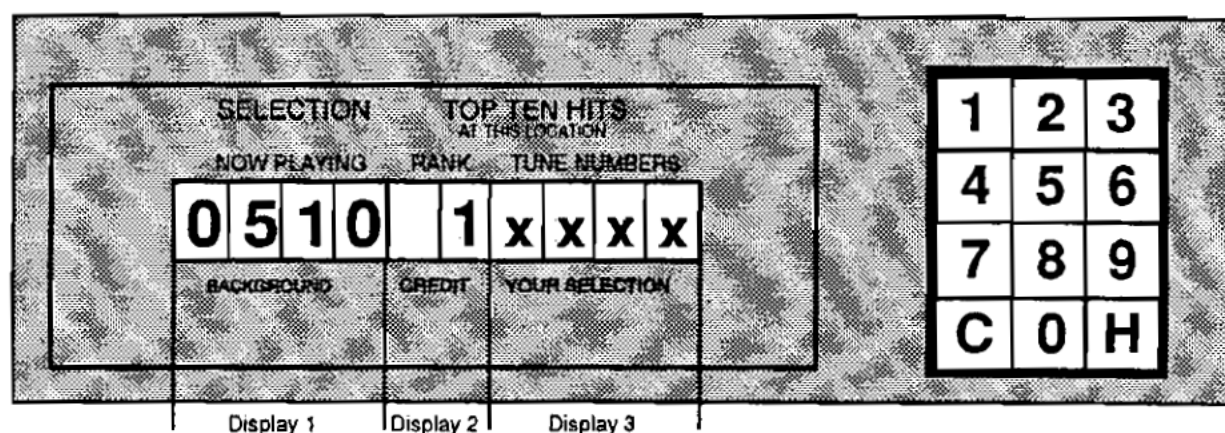 SELECTION TOP TEN HITS
AT THIS LOCATION
NOW PLAYING RANK TUNE NUMBERS
0 5 1 0 1 x x x x
BACKGROUND CREDIT YOUR SELECTION
Display 1 Display 2 Display 3
1 2 3
4 5 6
7 8 9
C 0 H